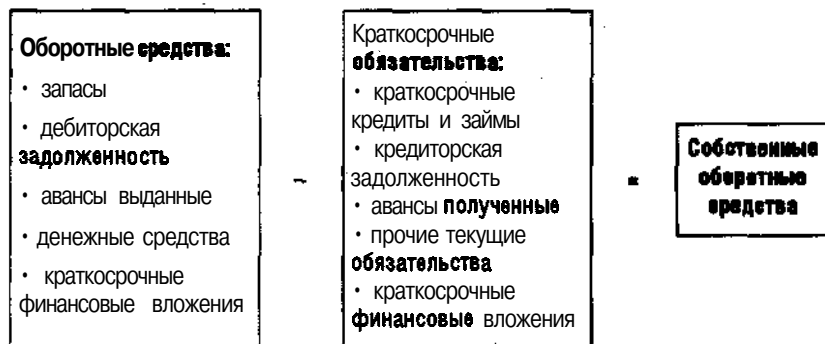 Оборотные средства:
• запасы
• дебиторская
задолженность
• авансы выданные
• денежные средства
• краткосрочные
финансовые вложения
–
Краткосрочные
обязательства:
• краткосрочные
кредиты и займы
• кредиторская
задолженность
• авансы полученные
• прочие текущие
обязательства
• краткосрочные
финансовые вложения
=
Собственные
оборотные
средства